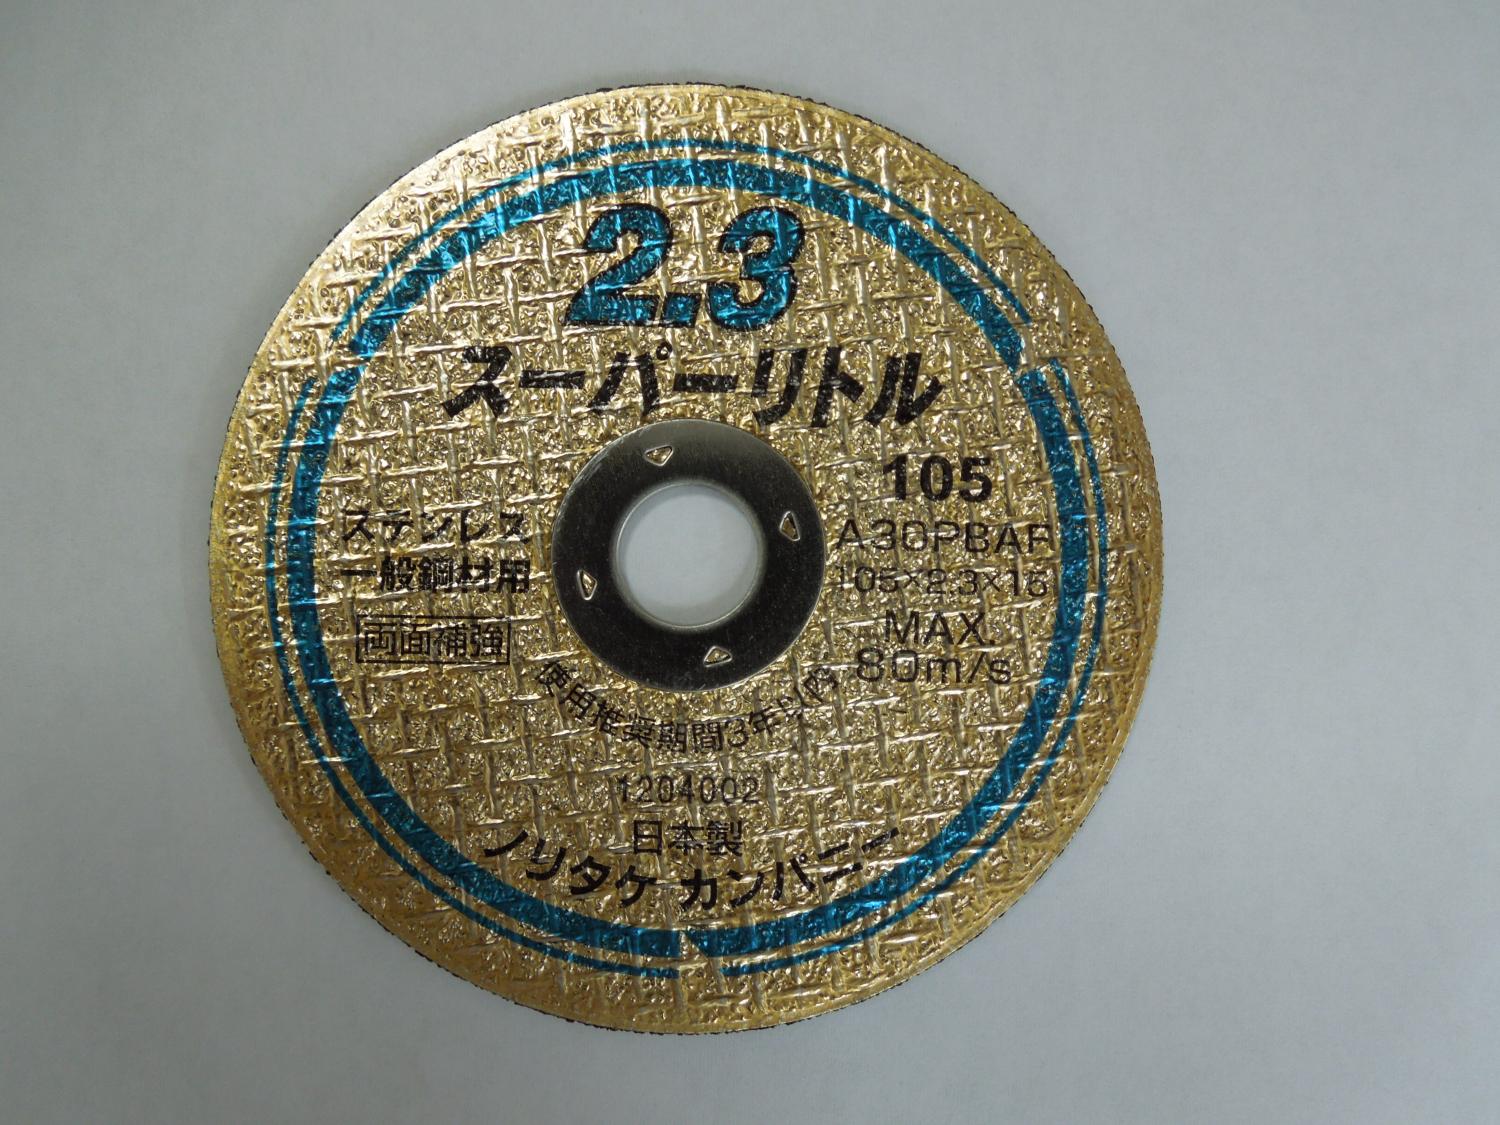 2.3
スーパーリトル
105
A30PBAF
105×2.3×15
MAX.
80m/s
ステンレス
一般鋼材用
両面補強
使用推奨期間3年以内
1204002
日本製
ノリタケ カンパニー